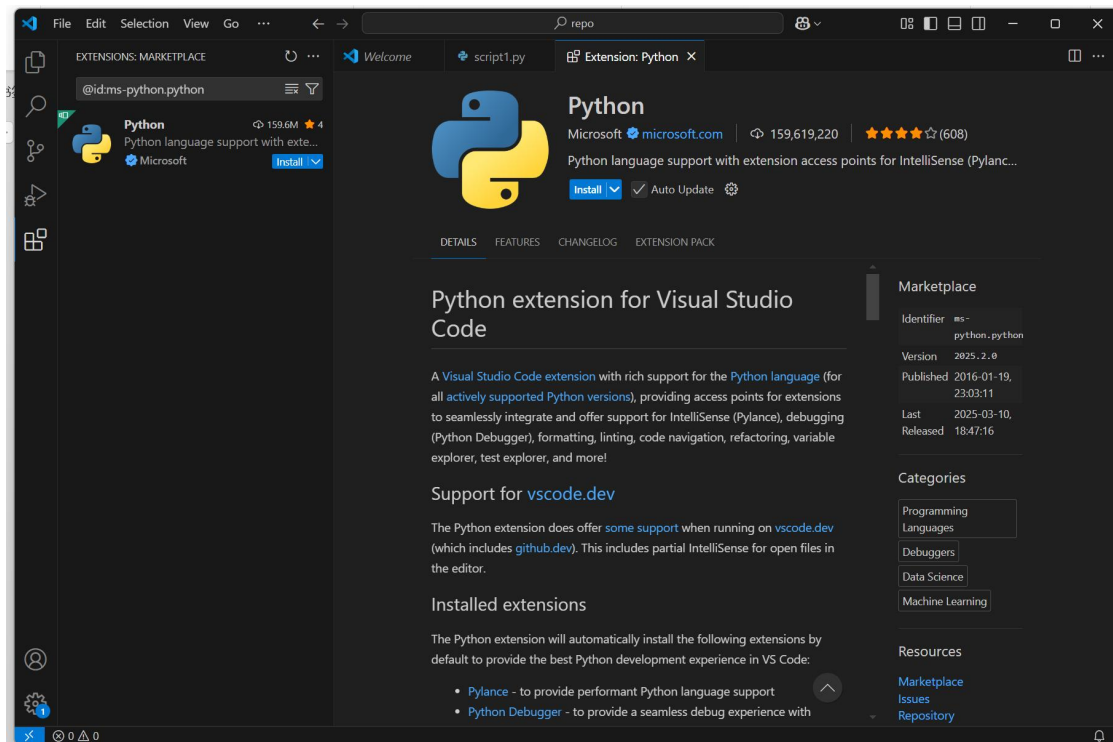 File Edit Selection View Go ··· repo
EXTENSIONS: MARKETPLACE
@id:ms-python.python
Python 159.6M 4
Python language support with exte...
Microsoft Install
Welcome script1.py Extension: Python
Python
Microsoft microsoft.com 159,619,220 (608)
Python language support with extension access points for IntelliSense (Pylanc...
Install Auto Update
DETAILS FEATURES CHANGELOG EXTENSION PACK
Python extension for Visual Studio
Code
A Visual Studio Code extension with rich support for the Python language (for
all actively supported Python versions), providing access points for extensions
to seamlessly integrate and offer support for IntelliSense (Pylance), debugging
(Python Debugger), formatting, linting, code navigation, refactoring, variable
explorer, test explorer, and more!
Support for vscode.dev
The Python extension does offer some support when running on vscode.dev
(which includes github.dev). This includes partial IntelliSense for open files in
the editor.
Installed extensions
The Python extension will automatically install the following extensions by
default to provide the best Python development experience in VS Code:
• Pylance - to provide performant Python language support
• Python Debugger - to provide a seamless debug experience with
Marketplace
Identifier ms-
python.python
Version 2025.2.0
Published 2016-01-19,
23:03:11
Last 2025-03-10,
Released 18:47:16
Categories
Programming
Languages
Debuggers
Data Science
Machine Learning
Resources
Marketplace
Issues
Repository
1
0 0